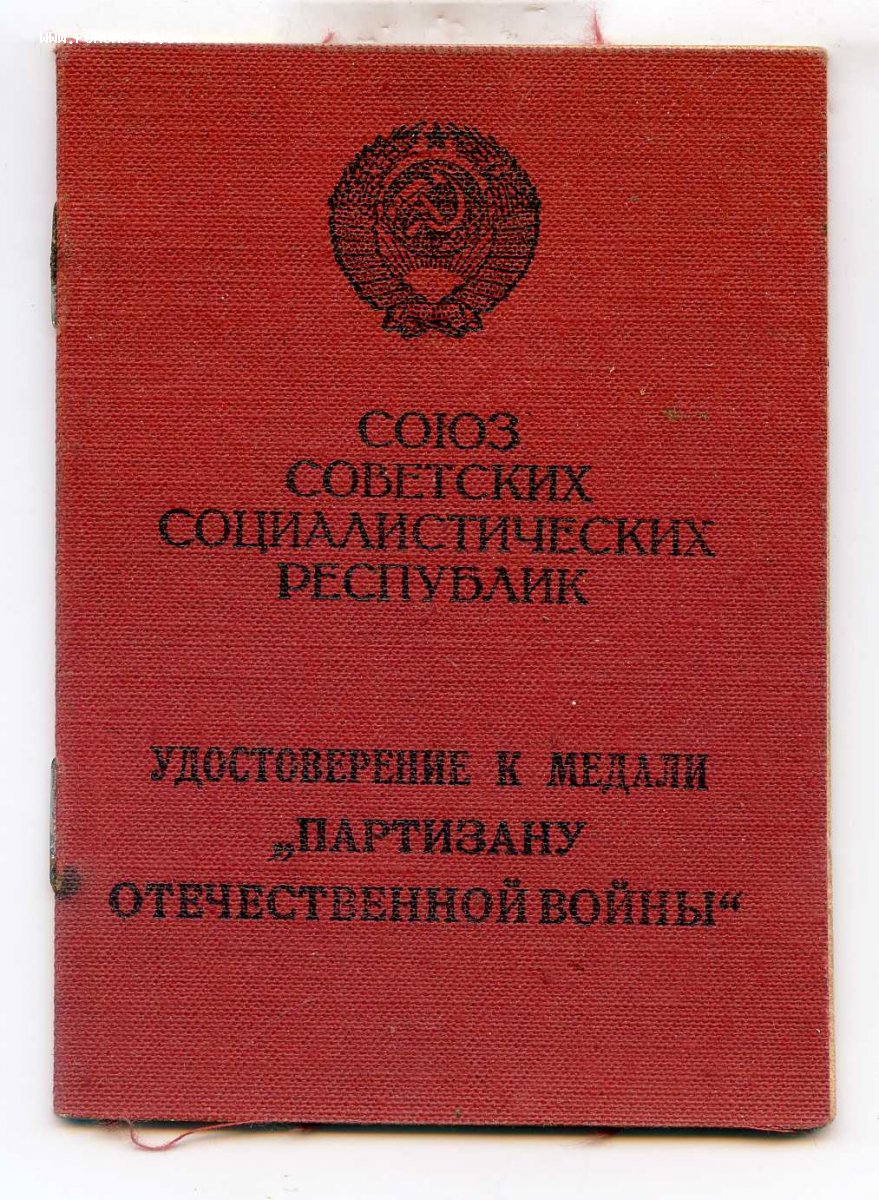 СОЮЗ
СОВЕТСКИХ
СОЦИАЛИСТИЧЕСКИХ
РЕСПУБЛИК
УДОСТОВЕРЕНИЕ К МЕДАЛИ
„ПАРТИЗАНУ
ОТЕЧЕСТВЕННОЙ ВОЙНЫ“